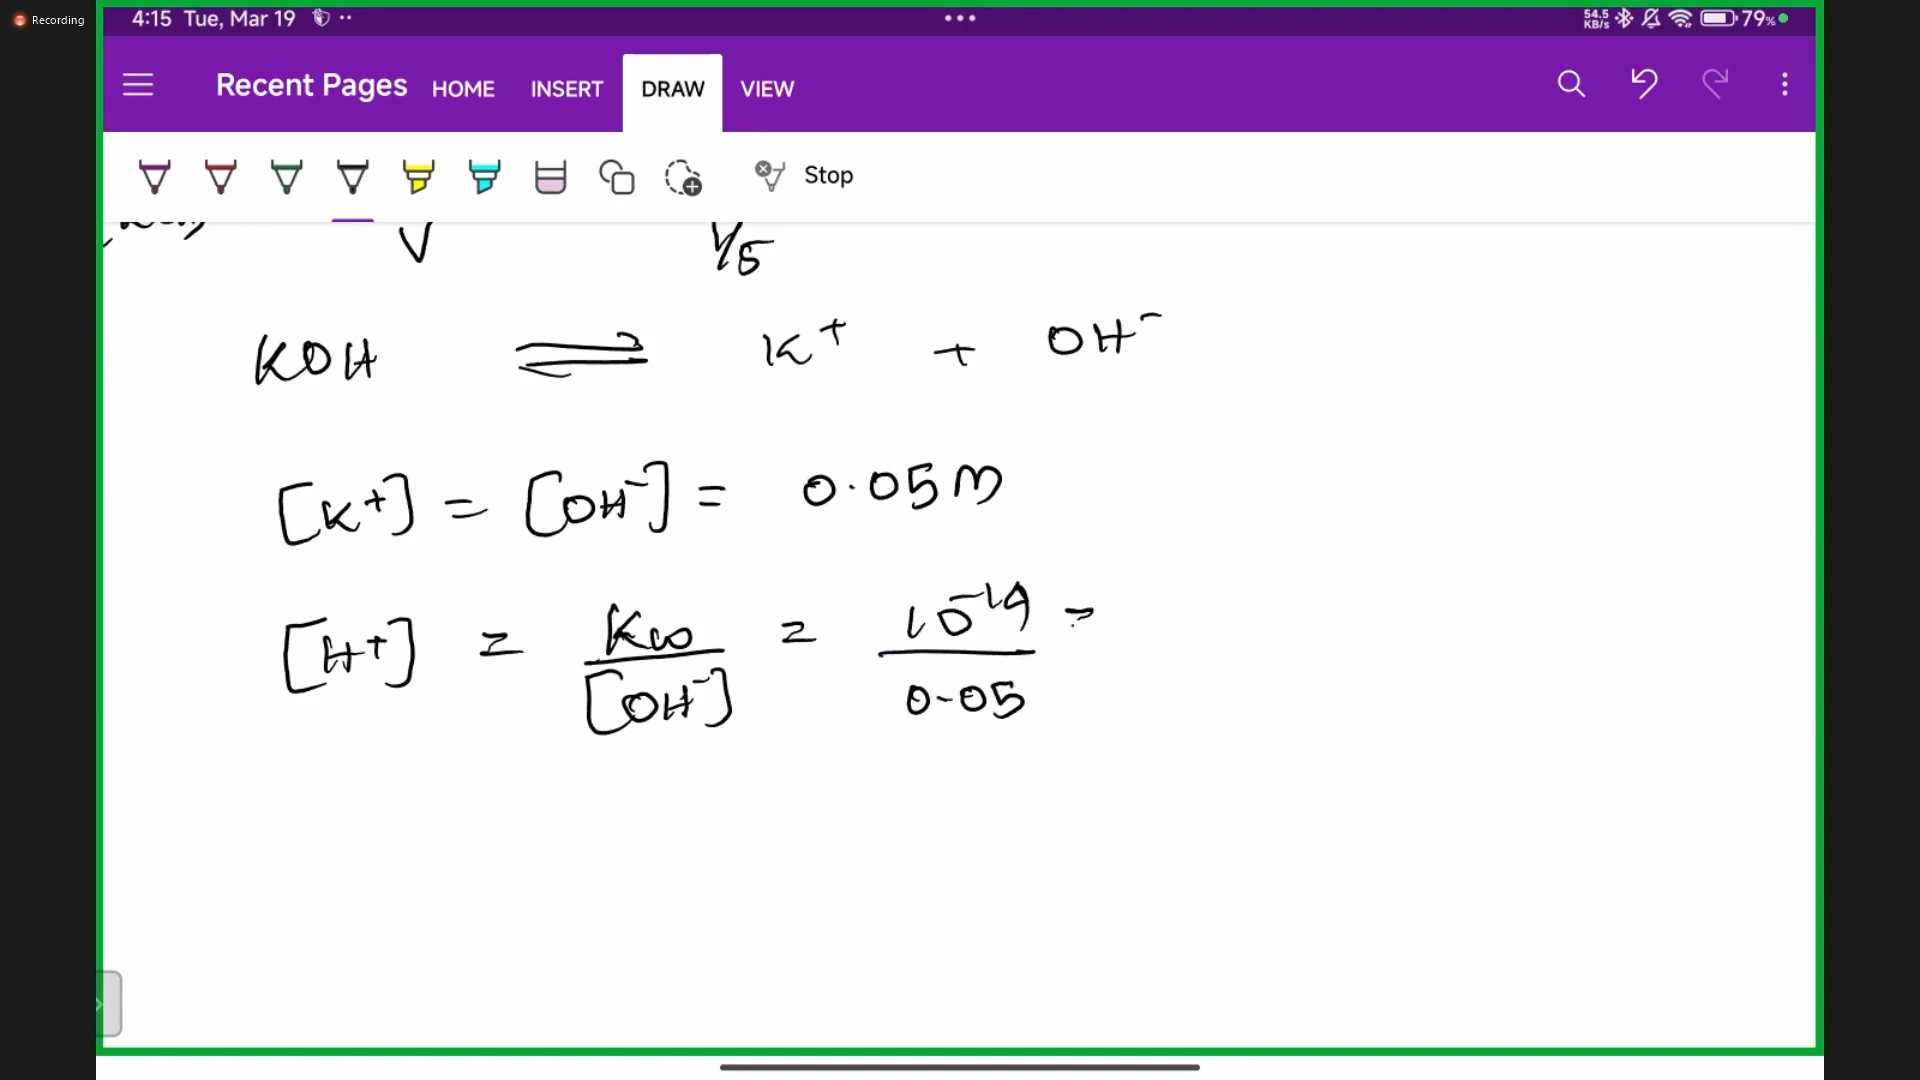 Recording
4:15 Tue, Mar 19
54.5 KB/s 79%
Recent Pages HOME INSERT DRAW VIEW
Stop
V 1/5
KOH ⇌ K⁺ + OH⁻
[K⁺] = [OH⁻] = 0.05 M
[H⁺] = Kw / [OH⁻] = 10⁻¹⁴ / 0.05 =